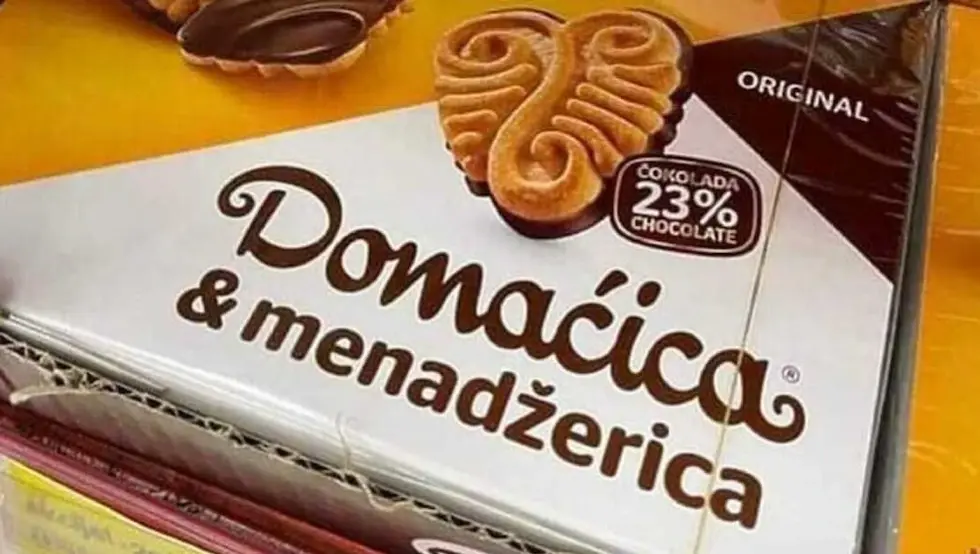 ORIGINAL
ČOKOLADA
23%
CHOCOLATE
Domaćica®
& menadžerica